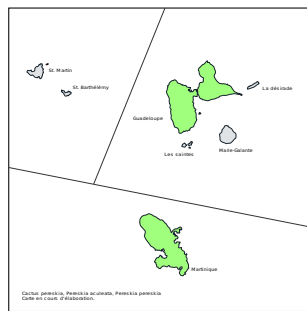 St. Martin
St. Barthélémy
La désirade
Guadeloupe
Les saintes
Marie-Galante
Martinique
Cactus pereskia, Pereskia aculeata, Pereskia pereskia
Carte en cours d'élaboration.